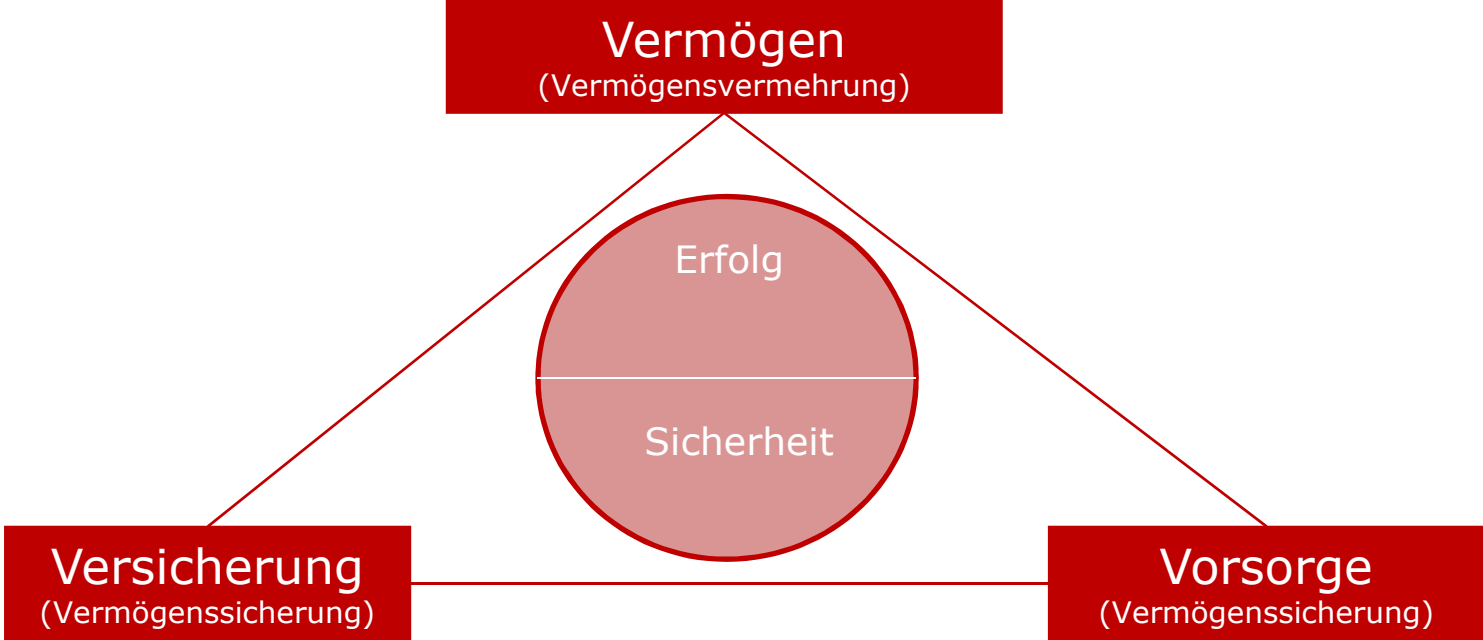 Vermögen
(Vermögensvermehrung)
Erfolg
Sicherheit
Versicherung
(Vermögenssicherung)
Vorsorge
(Vermögenssicherung)